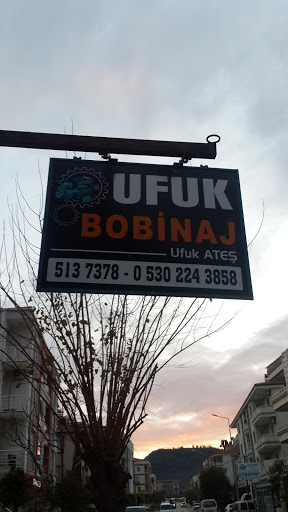 UFUK
BOBİNAJ
Ufuk ATEŞ
513 7378 - 0 530 224 3858